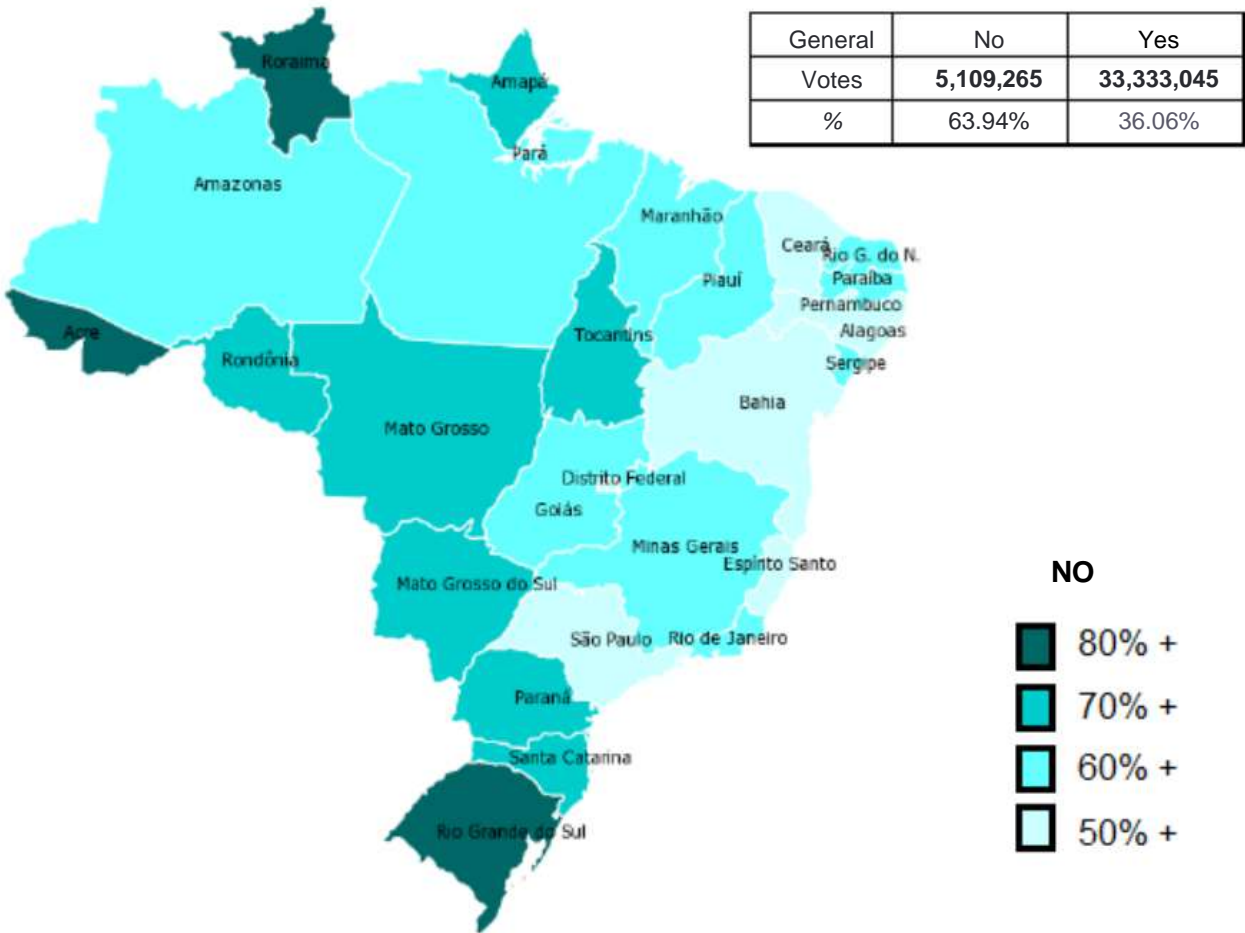 General No Yes
Votes 5,109,265 33,333,045
% 63.94% 36.06%
Roraima
Amapá
Pará
Amazonas
Maranhão
Ceará
Rio G. do N.
Piauí
Paraíba
Pernambuco
Alagoas
Acre
Rondônia
Tocantins
Sergipe
Bahia
Mato Grosso
Distrito Federal
Goiás
Minas Gerais
Espírito Santo
Mato Grosso do Sul
São Paulo
Rio de Janeiro
Paraná
Santa Catarina
Rio Grande do Sul
NO
80% +
70% +
60% +
50% +